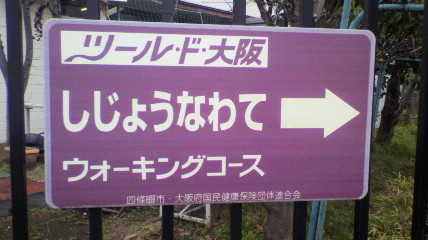 ツール・ド・大阪
しじょうなわて
ウォーキングコース
四條畷市・大阪府国民健康保険団体連合会